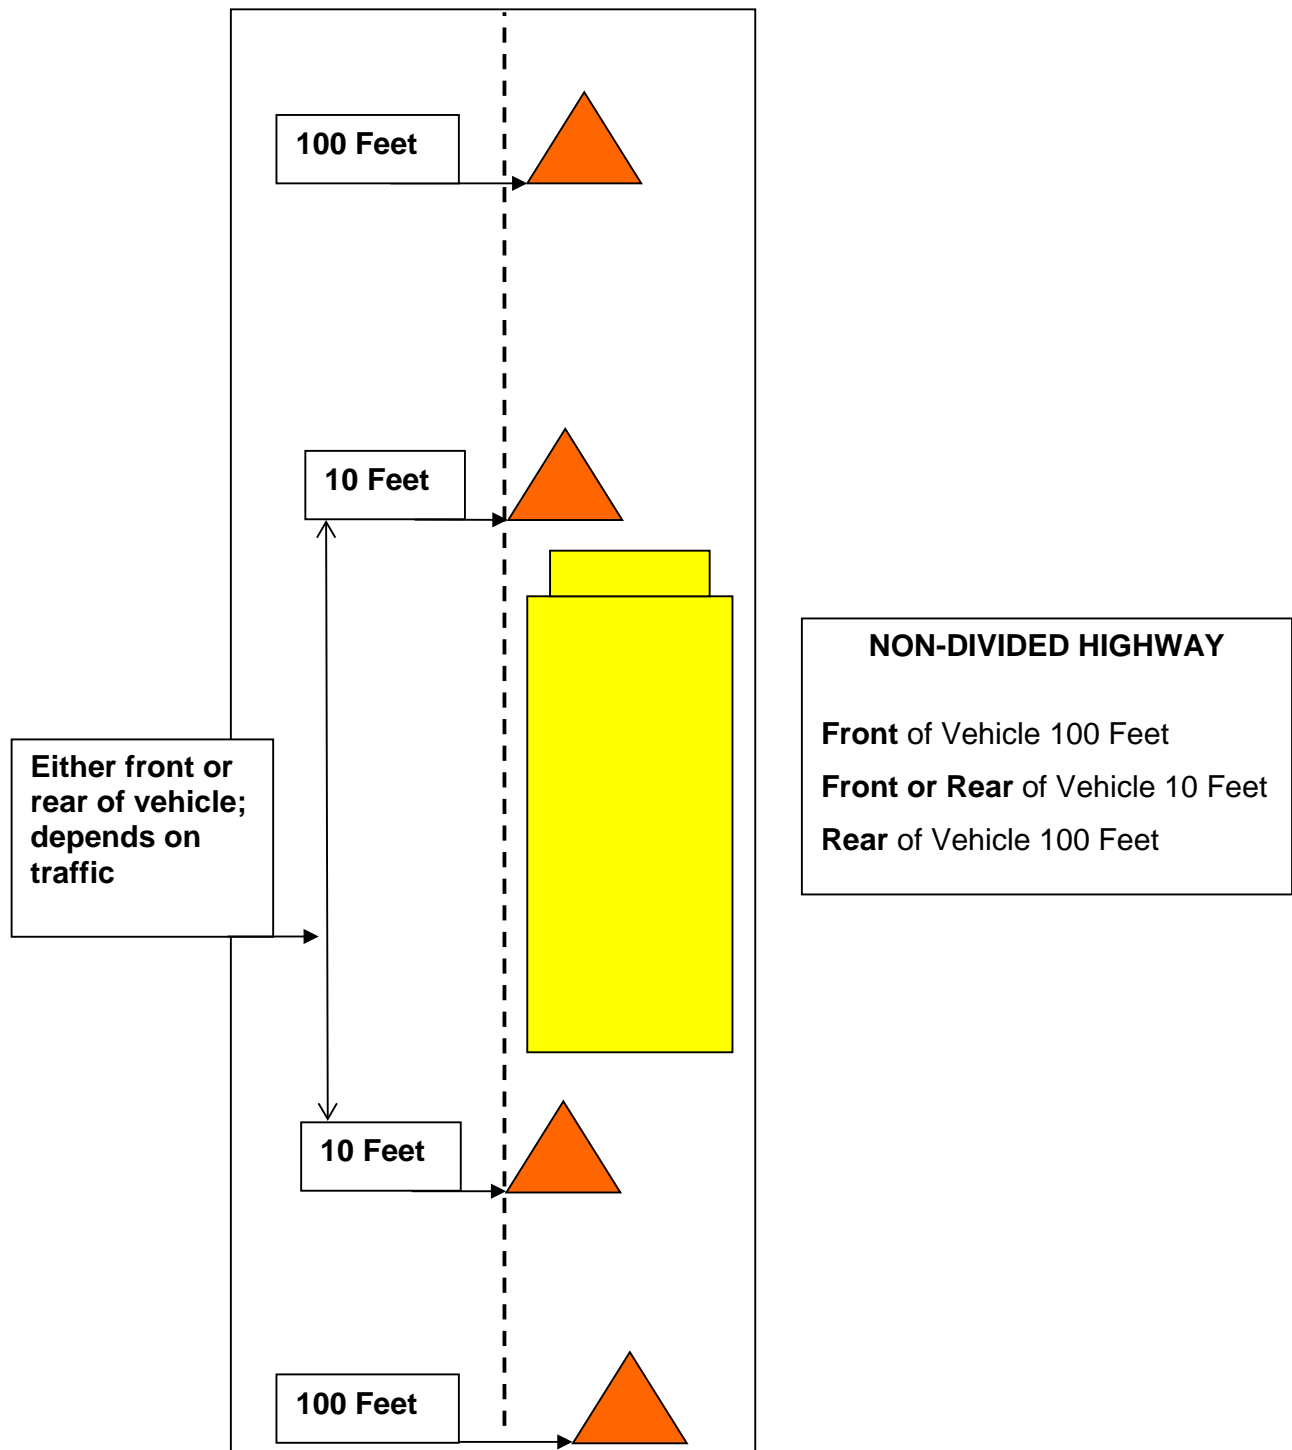 100 Feet
10 Feet
NON-DIVIDED HIGHWAY
Front of Vehicle 100 Feet
Front or Rear of Vehicle 10 Feet
Rear of Vehicle 100 Feet
Either front or
rear of vehicle;
depends on
traffic
10 Feet
100 Feet